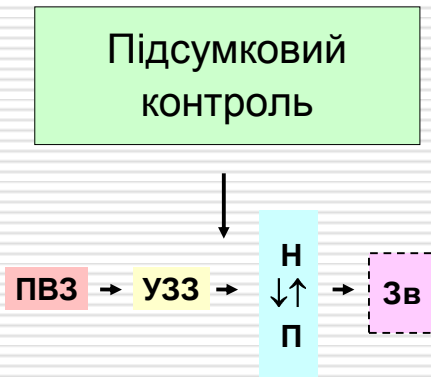 Підсумковий
контроль
ПВЗ → УЗЗ → Н ↓↑ П → Зв